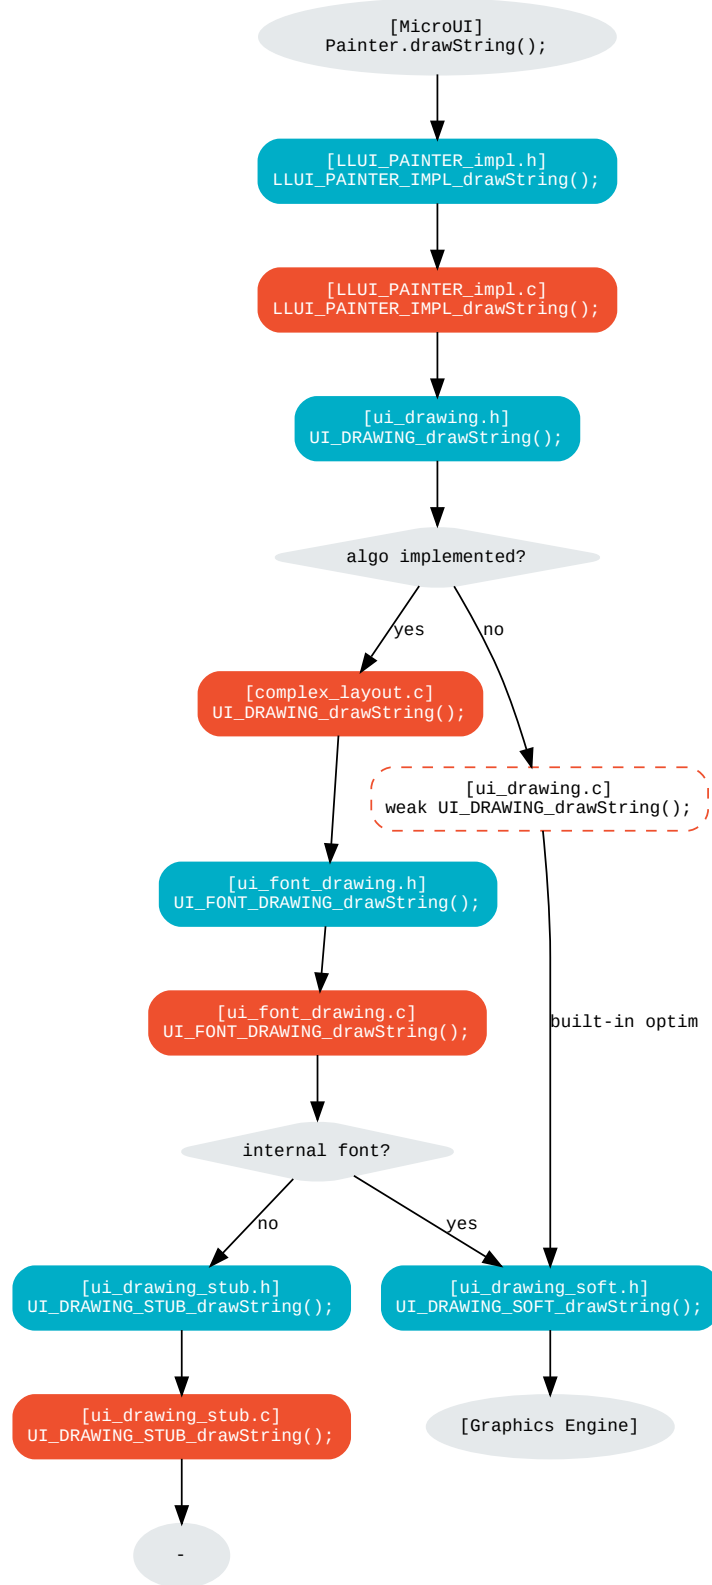 [MicroUI]
Painter.drawString();
[LLUI_PAINTER_impl.h]
LLUI_PAINTER_IMPL_drawString();
[LLUI_PAINTER_impl.c]
LLUI_PAINTER_IMPL_drawString();
[ui_drawing.h]
UI_DRAWING_drawString();
algo implemented?
yes
no
[complex_layout.c]
UI_DRAWING_drawString();
[ui_drawing.c]
weak UI_DRAWING_drawString();
[ui_font_drawing.h]
UI_FONT_DRAWING_drawString();
[ui_font_drawing.c]
UI_FONT_DRAWING_drawString();
built-in optim
internal font?
no
yes
[ui_drawing_stub.h]
UI_DRAWING_STUB_drawString();
[ui_drawing_soft.h]
UI_DRAWING_SOFT_drawString();
[ui_drawing_stub.c]
UI_DRAWING_STUB_drawString();
[Graphics Engine]
-